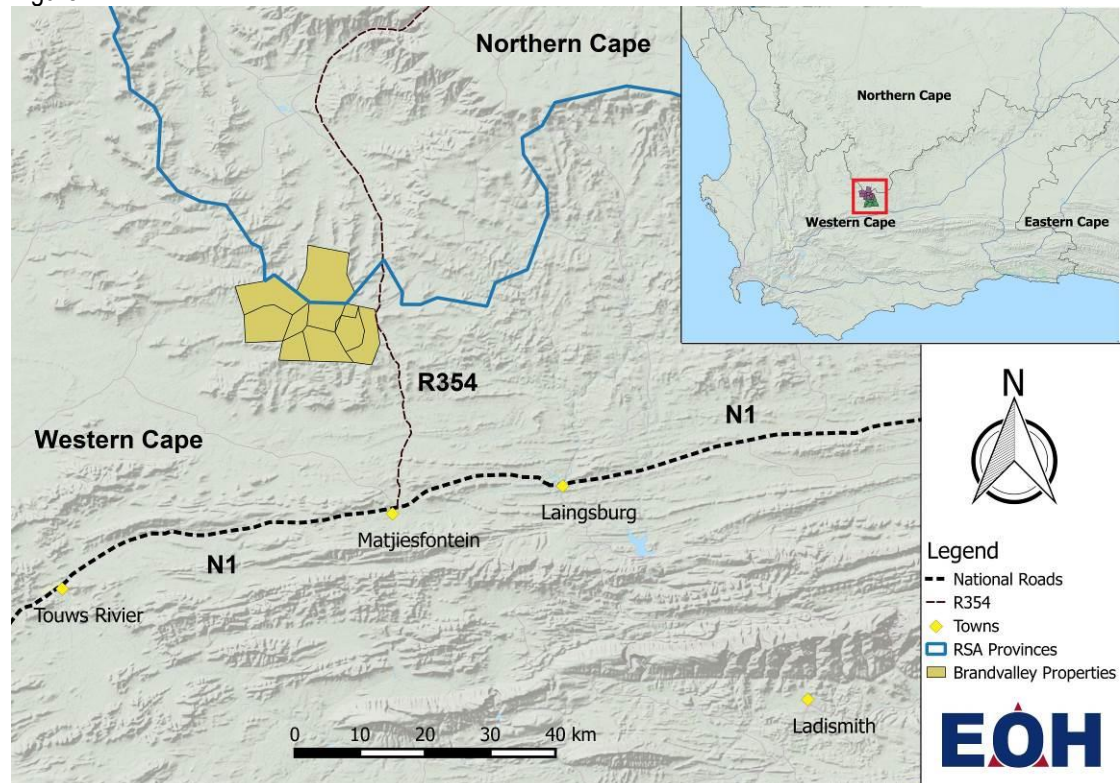 Northern Cape
Northern Cape
Western Cape
Eastern Cape
R354
N1
Western Cape
Laingsburg
Matjiesfontein
N1
Touws Rivier
Ladismith
0 10 20 30 40 km
N
Legend
National Roads
R354
Towns
RSA Provinces
Brandvalley Properties
EOH